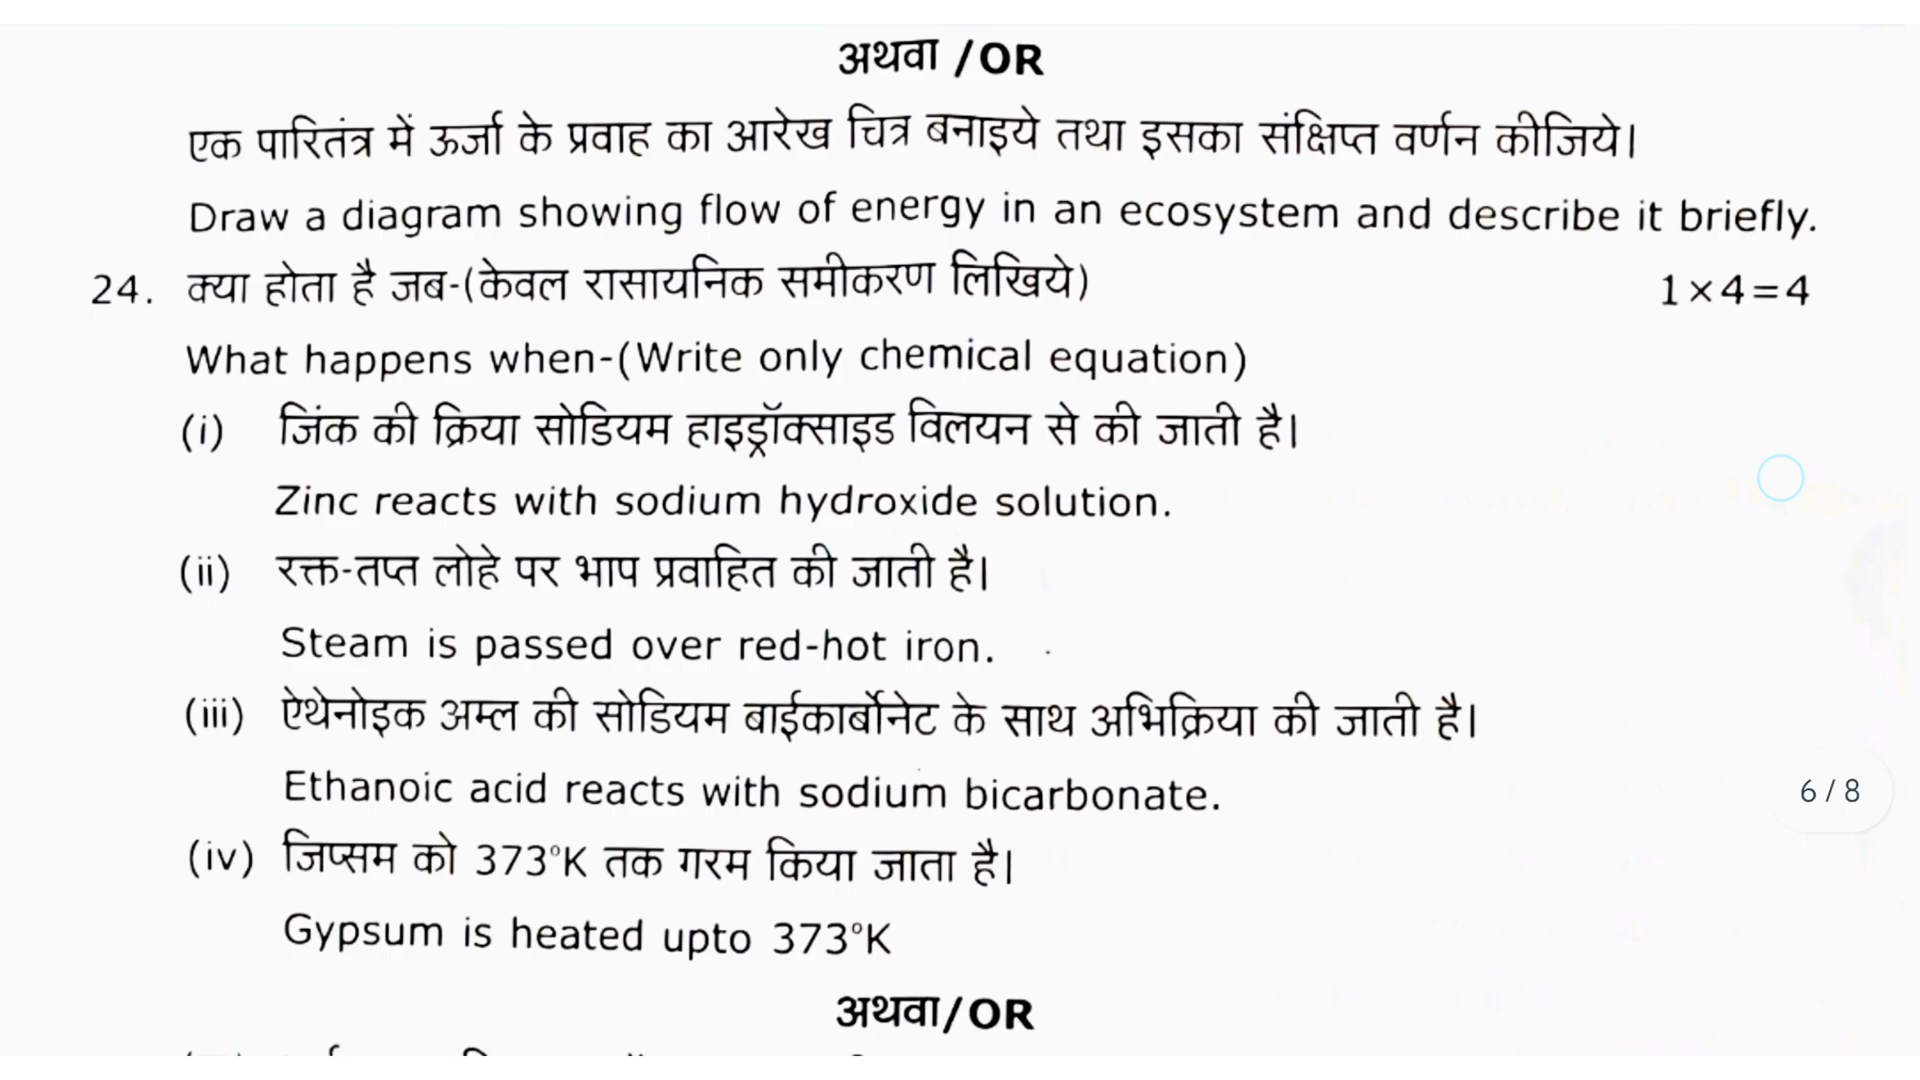 अथवा /OR
एक पारितंत्र में ऊर्जा के प्रवाह का आरेख चित्र बनाइये तथा इसका संक्षिप्त वर्णन कीजिये।
Draw a diagram showing flow of energy in an ecosystem and describe it briefly.
24. क्या होता है जब-(केवल रासायनिक समीकरण लिखिये) 1×4=4
What happens when-(Write only chemical equation)
(i) जिंक की क्रिया सोडियम हाइड्रॉक्साइड विलयन से की जाती है।
Zinc reacts with sodium hydroxide solution.
(ii) रक्त-तप्त लोहे पर भाप प्रवाहित की जाती है।
Steam is passed over red-hot iron.
(iii) ऐथेनोइक अम्ल की सोडियम बाईकार्बोनेट के साथ अभिक्रिया की जाती है।
Ethanoic acid reacts with sodium bicarbonate.
6 / 8
(iv) जिप्सम को 373°K तक गरम किया जाता है।
Gypsum is heated upto 373°K
अथवा/OR